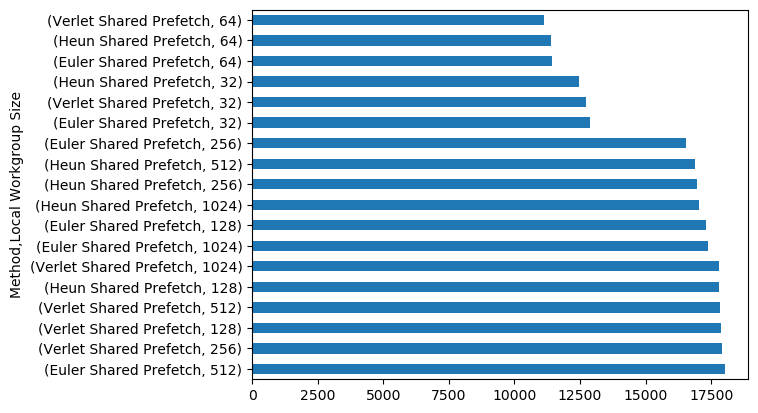 (Verlet Shared Prefetch, 64)
(Heun Shared Prefetch, 64)
(Euler Shared Prefetch, 64)
(Heun Shared Prefetch, 32)
(Verlet Shared Prefetch, 32)
(Euler Shared Prefetch, 32)
(Euler Shared Prefetch, 256)
(Heun Shared Prefetch, 512)
(Heun Shared Prefetch, 256)
(Heun Shared Prefetch, 1024)
(Euler Shared Prefetch, 128)
(Euler Shared Prefetch, 1024)
(Verlet Shared Prefetch, 1024)
(Heun Shared Prefetch, 128)
(Verlet Shared Prefetch, 512)
(Verlet Shared Prefetch, 128)
(Verlet Shared Prefetch, 256)
(Euler Shared Prefetch, 512)
Method,Local Workgroup Size
0 2500 5000 7500 10000 12500 15000 17500